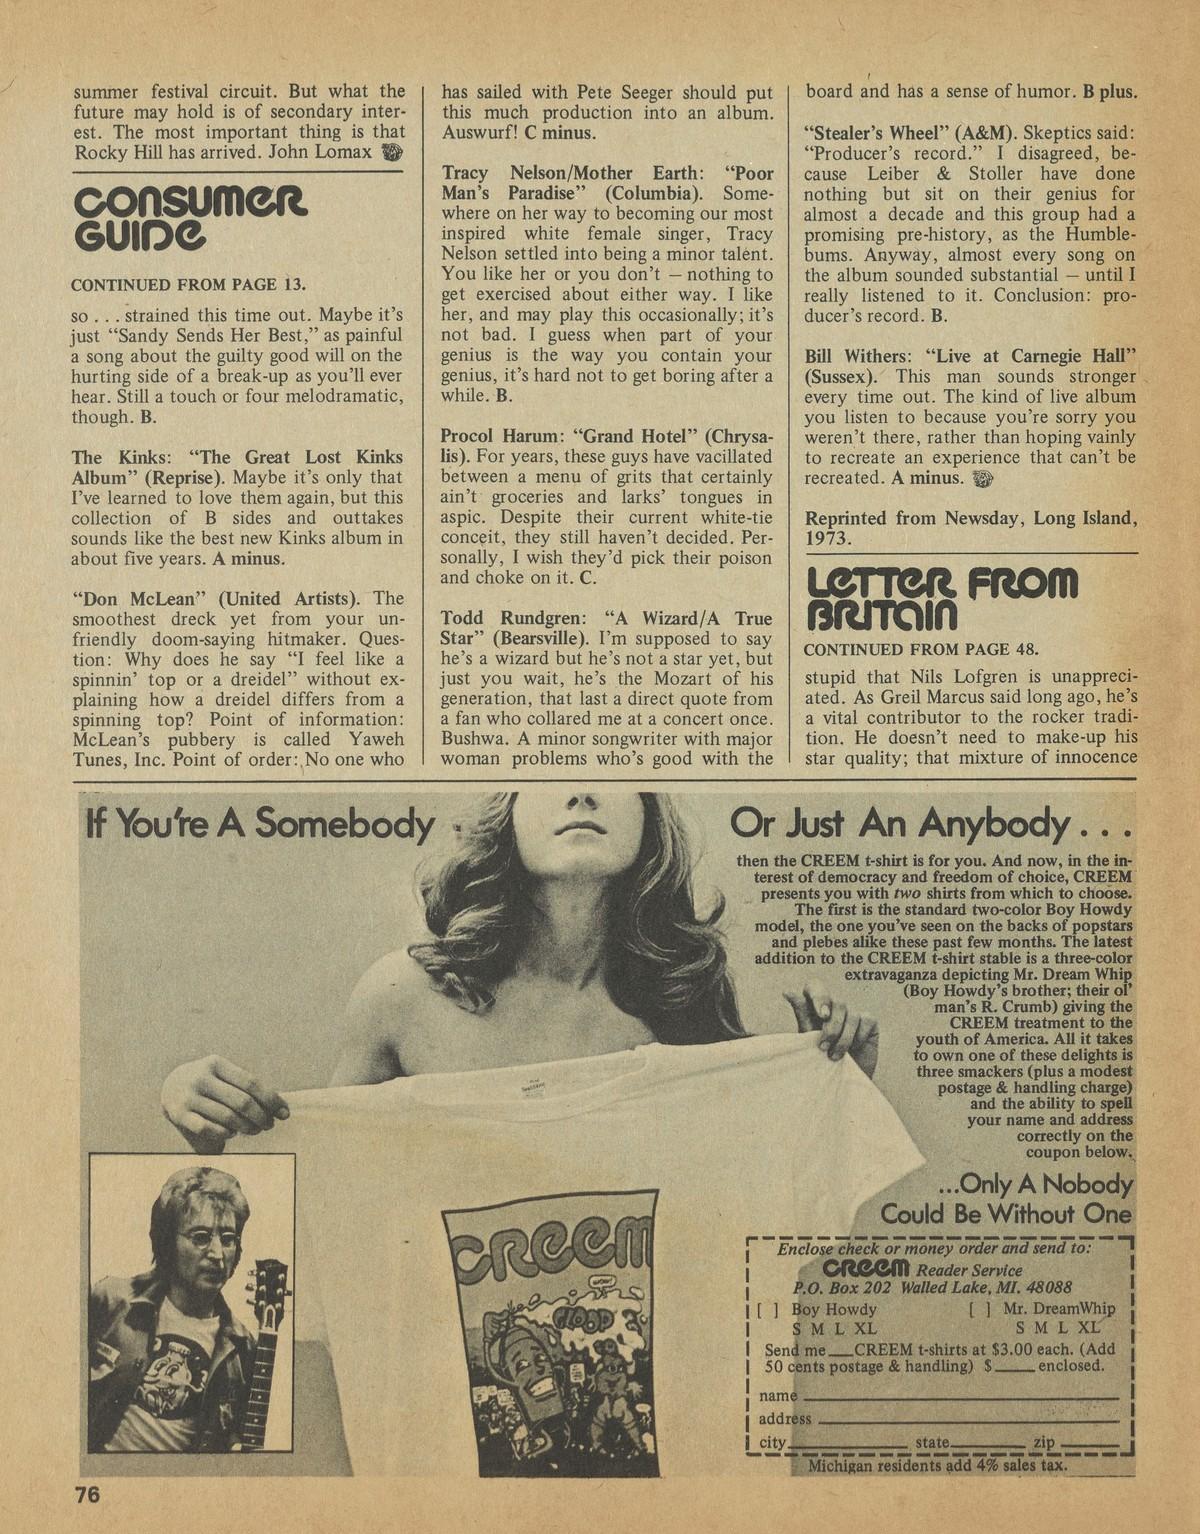 summer festival circuit. But what the
future may hold is of secondary inter-
est. The most important thing is that
Rocky Hill has arrived. John Lomax
CONSUMER
GUIDE
CONTINUED FROM PAGE 13.
so . . . strained this time out. Maybe it's
just “Sandy Sends Her Best,” as painful
a song about the guilty good will on the
hurting side of a break-up as you'll ever
hear. Still a touch or four melodramatic,
though. B.
The Kinks: “The Great Lost Kinks
Album” (Reprise). Maybe it's only that
I've learned to love them again, but this
collection of B sides and outtakes
sounds like the best new Kinks album in
about five years. A minus.
“Don McLean” (United Artists). The
smoothest dreck yet from your un-
friendly doom-saying hitmaker. Ques-
tion: Why does he say “I feel like a
spinnin' top or a dreidel” without ex-
plaining how a dreidel differs from a
spinning top? Point of information:
McLean's pubbery is called Yaweh
Tunes, Inc. Point of order: No one who
has sailed with Pete Seeger should put
this much production into an album.
Auswurf! C minus.
Tracy Nelson/Mother Earth: “Poor
Man's Paradise” (Columbia). Some-
where on her way to becoming our most
inspired white female singer, Tracy
Nelson settled into being a minor talent.
You like her or you don't — nothing to
get exercised about either way. I like
her, and may play this occasionally; it's
not bad. I guess when part of your
genius is the way you contain your
genius, it's hard not to get boring after a
while. B.
Procol Harum: “Grand Hotel” (Chrysa-
lis). For years, these guys have vacillated
between a menu of grits that certainly
ain't groceries and larks' tongues in
aspic. Despite their current white-tie
conceit, they still haven't decided. Per-
sonally, I wish they'd pick their poison
and choke on it. C.
Todd Rundgren: “A Wizard/A True
Star” (Bearsville). I'm supposed to say
he's a wizard but he's not a star yet, but
just you wait, he's the Mozart of his
generation, that last a direct quote from
a fan who collared me at a concert once.
Bushwa. A minor songwriter with major
woman problems who's good with the
board and has a sense of humor. B plus.
“Stealer's Wheel” (A&M). Skeptics said:
“Producer's record.” I disagreed, be-
cause Leiber & Stoller have done
nothing but sit on their genius for
almost a decade and this group had a
promising pre-history, as the Humble-
bums. Anyway, almost every song on
the album sounded substantial — until I
really listened to it. Conclusion: pro-
ducer's record. B.
Bill Withers: “Live at Carnegie Hall”
(Sussex). This man sounds stronger
every time out. The kind of live album
you listen to because you're sorry you
weren't there, rather than hoping vainly
to recreate an experience that can't be
recreated. A minus.
Reprinted from Newsday, Long Island,
1973.
LETTER FROM
BRITAIN
CONTINUED FROM PAGE 48.
stupid that Nils Lofgren is unappreci-
ated. As Greil Marcus said long ago, he's
a vital contributor to the rocker tradi-
tion. He doesn't need to make-up his
star quality; that mixture of innocence
If You're A Somebody
Or Just An Anybody . . .
then the CREEM t-shirt is for you. And now, in the in-
terest of democracy and freedom of choice, CREEM
presents you with two shirts from which to choose.
The first is the standard two-color Boy Howdy
model, the one you've seen on the backs of popstars
and plebes alike these past few months. The latest
addition to the CREEM t-shirt stable is a three-color
extravaganza depicting Mr. Dream Whip
(Boy Howdy's brother; their ol'
man's R. Crumb) giving the
CREEM treatment to the
youth of America. All it takes
to own one of these delights is
three smackers (plus a modest
postage & handling charge)
and the ability to spell
your name and address
correctly on the
coupon below.
...Only A Nobody
Could Be Without One
CREEM
Enclose check or money order and send to:
CREEM Reader Service
P.O. Box 202 Walled Lake, MI. 48088
[ ] Boy Howdy [ ] Mr. DreamWhip
S M L XL S M L XL
Send me___CREEM t-shirts at $3.00 each. (Add
50 cents postage & handling) $____ enclosed.
name
address
city state zip
Michigan residents add 4% sales tax.
76